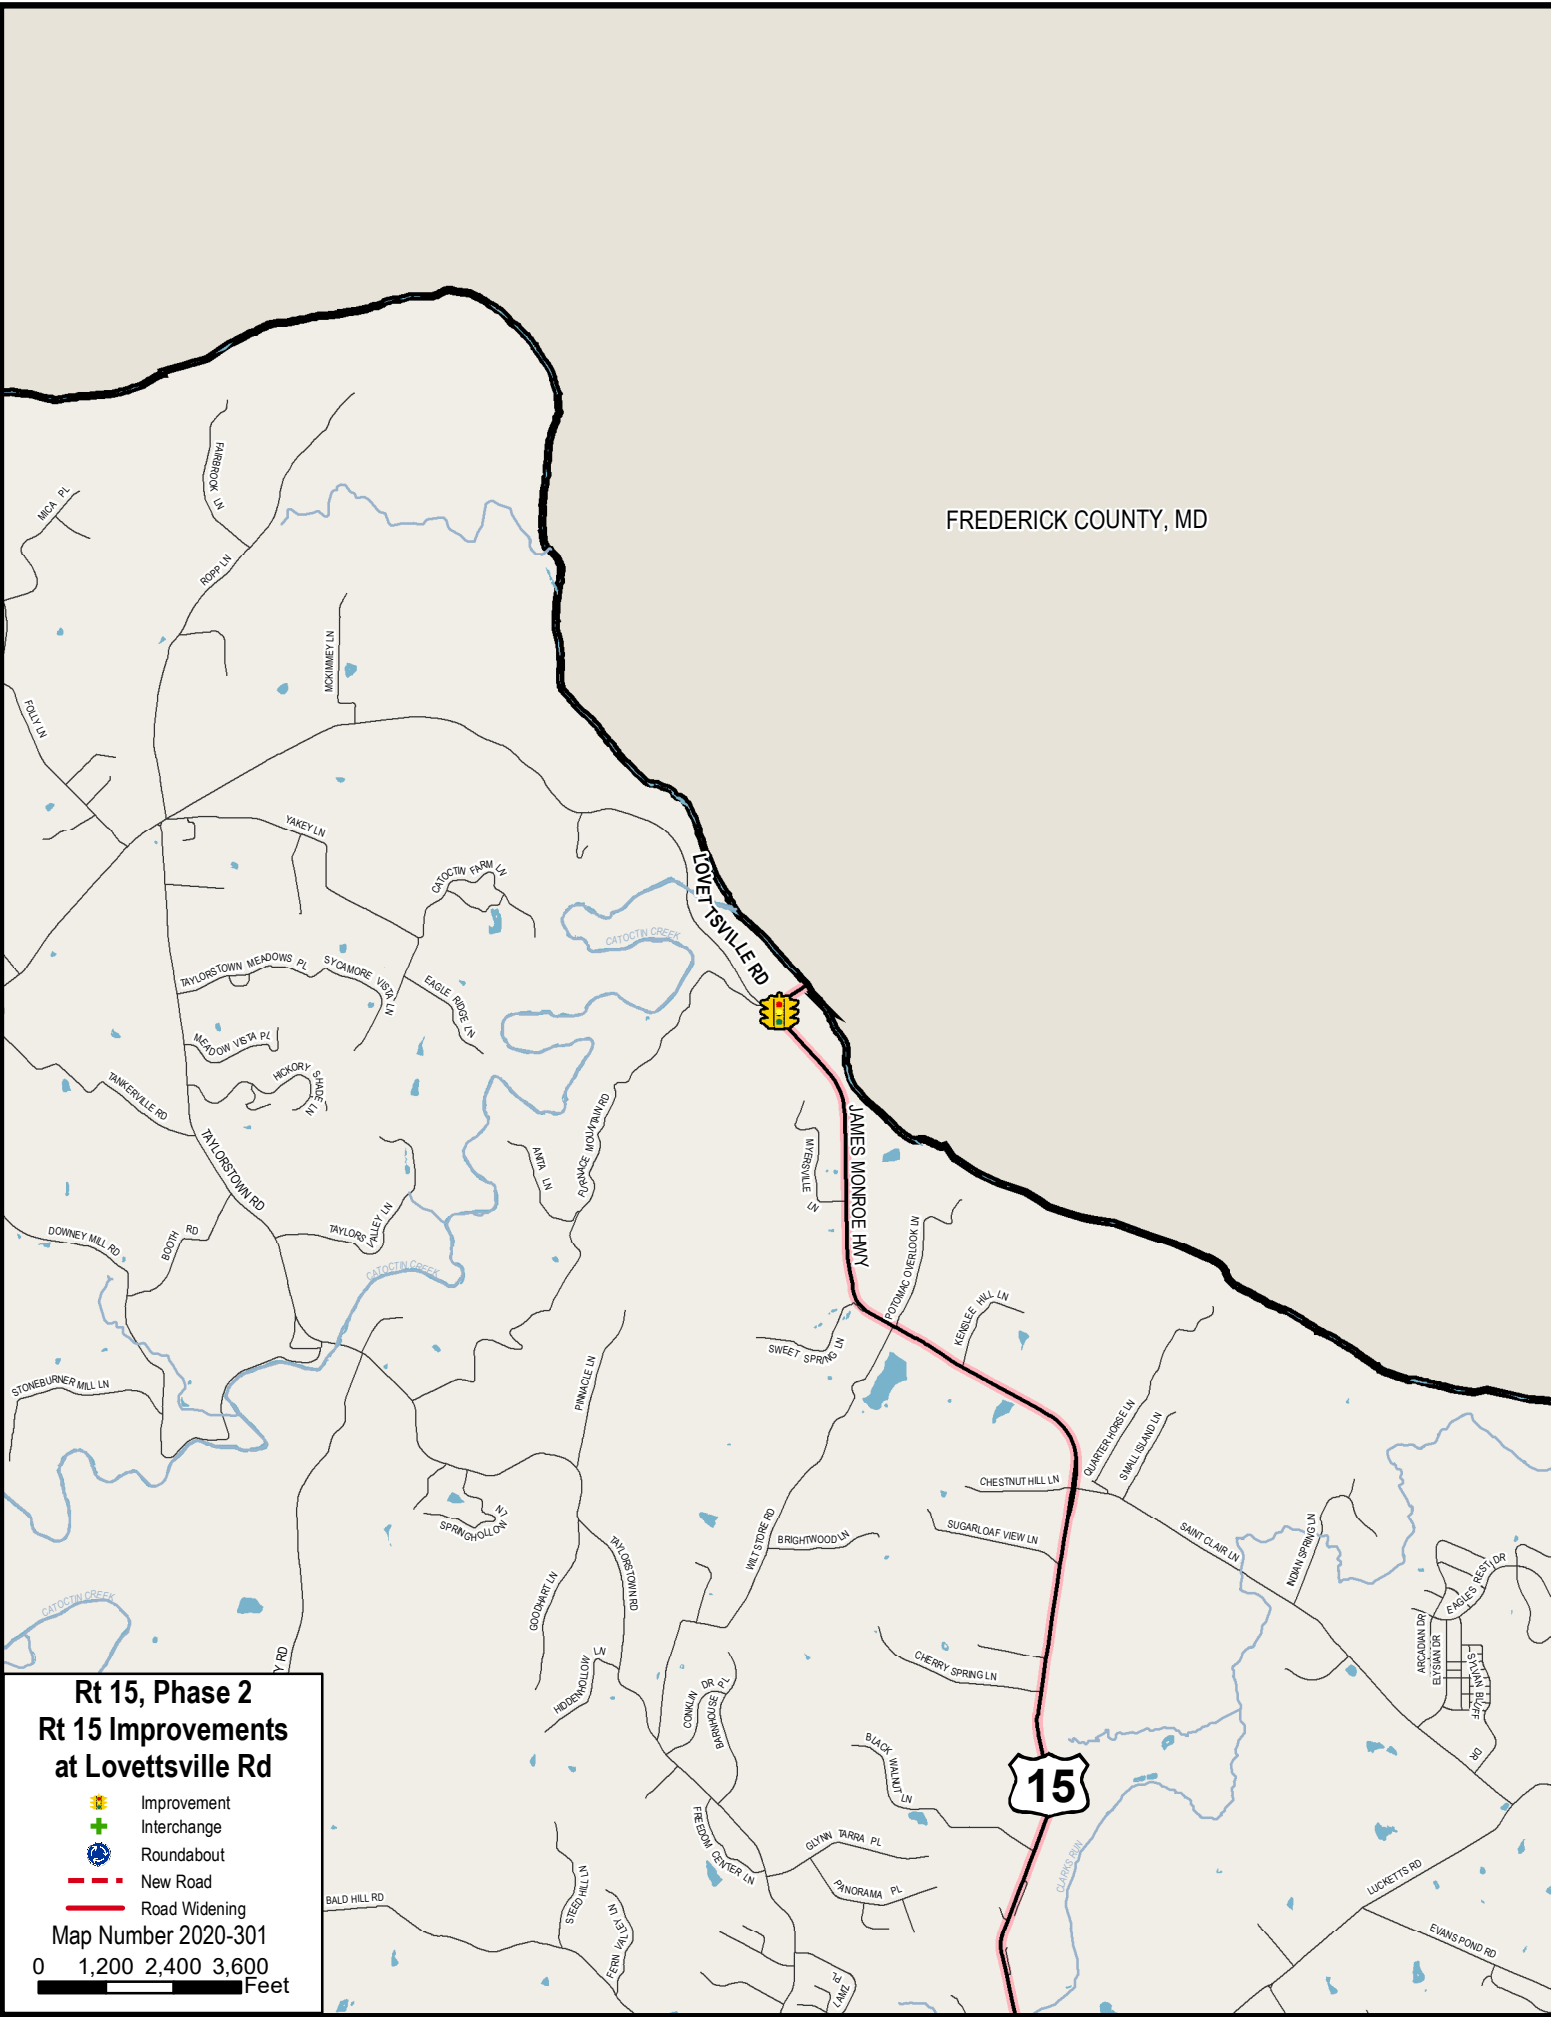 FREDERICK COUNTY, MD
FAIRBROOK LN
MICA PL
ROPP LN
MCKIMMEY LN
FOLLY LN
YAKEY LN
CATOCTIN FARM LN
LOVETTSVILLE RD
CATOCTIN CREEK
TAYLORSTOWN MEADOWS PL
SYCAMORE VISTA LN
EAGLE RIDGE LN
MEADOW VISTA PL
HICKORY SHADE LN
TANKERVILLE RD
TAYLORSTOWN RD
ANITA LN
FURNACE MOUNTAIN RD
MYERSVILLE LN
JAMES MONROE HWY
DOWNEY MILL RD
BOOTH RD
TAYLORS VALLEY LN
CATOCTIN CREEK
POTOMAC OVERLOOK LN
KENSLEE HILL LN
SWEET SPRING LN
STONEBURNER MILL LN
PINNACLE LN
QUARTER HORSE LN
SMALL ISLAND LN
CHESTNUT HILL LN
SPRINGHOLLOW LN
WILT STORE RD
BRIGHTWOOD LN
SUGARLOAF VIEW LN
SAINT CLAIR LN
INDIAN SPRING LN
EAGLES REST DR
TAYLORSTOWN RD
GOODHART LN
CATOCTIN CREEK
ARCADIAN DR
ELYSIAN DR
SYLVAN BLUFF DR
HIDDENHOLLOW LN
CHERRY SPRING LN
CONKLIN DR
BARNHOUSE PL
Y RD
BLACK WALNUT LN
15
FREEDOM CENTER LN
GLYNN TARRA PL
PANORAMA PL
CLARKS RUN
LUCKETTS RD
EVANS POND RD
BALD HILL RD
STEED HILL LN
FERN VALLEY LN
LAMZ PL
Rt 15, Phase 2
Rt 15 Improvements
at Lovettsville Rd
Improvement
Interchange
Roundabout
New Road
Road Widening
Map Number 2020-301
0 1,200 2,400 3,600
Feet